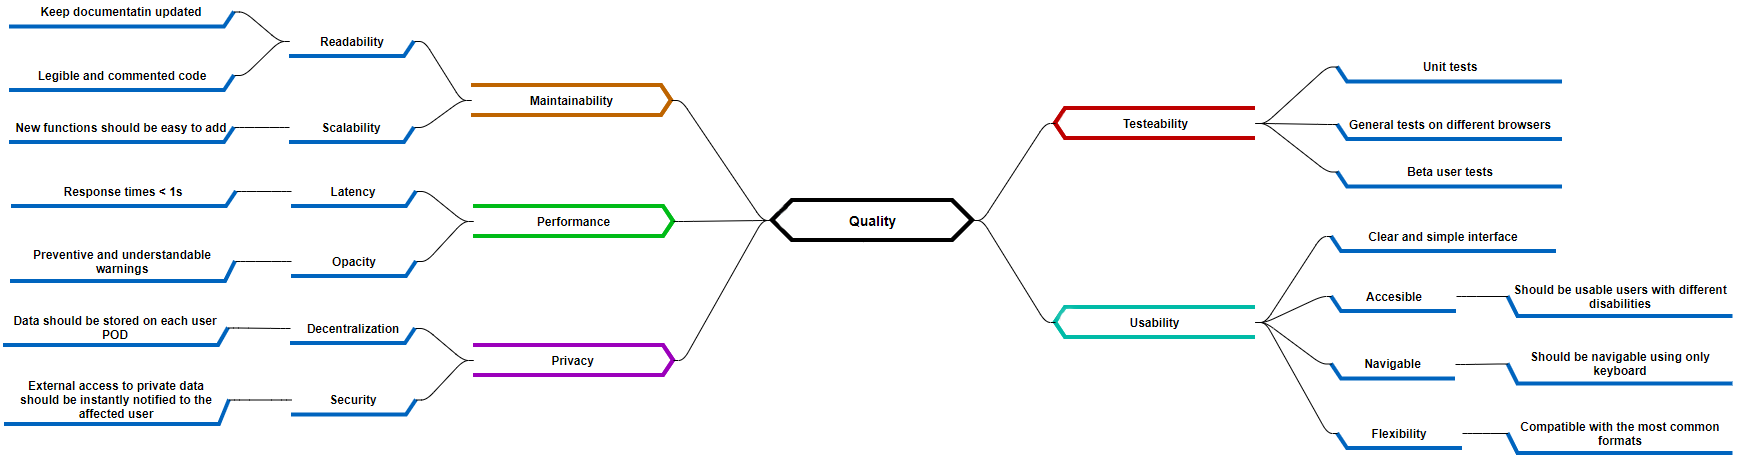 Keep documentatin updated
Readability
Legible and commented code
Maintainability
New functions should be easy to add
Scalability
Response times < 1s
Latency
Performance
Preventive and understandable
warnings
Opacity
Data should be stored on each user
POD
Decentralization
Privacy
External access to private data
should be instantly notified to the
affected user
Security
Quality
Testeability
Unit tests
General tests on different browsers
Beta user tests
Usability
Clear and simple interface
Accesible
Should be usable users with different
disabilities
Navigable
Should be navigable using only
keyboard
Flexibility
Compatible with the most common
formats